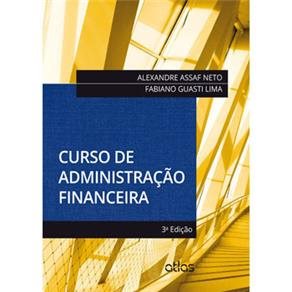 ALEXANDRE ASSAF NETO
FABIANO GUASTI LIMA
CURSO DE
ADMINISTRAÇÃO
FINANCEIRA
3ª Edição
atlas